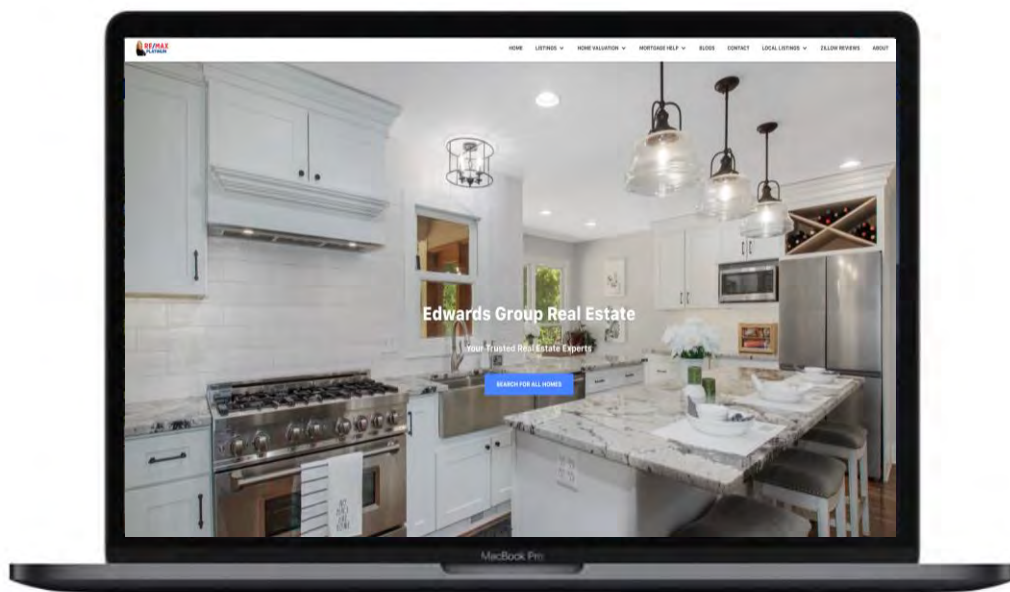 RE/MAX
PLATINUM
HOME LISTINGS HOME VALUATION MORTGAGE HELP BLOGS CONTACT LOCAL LISTINGS ZILLOW REVIEWS ABOUT
Edwards Group Real Estate
Your Trusted Real Estate Experts
SEARCH FOR ALL HOMES
MacBook Pro